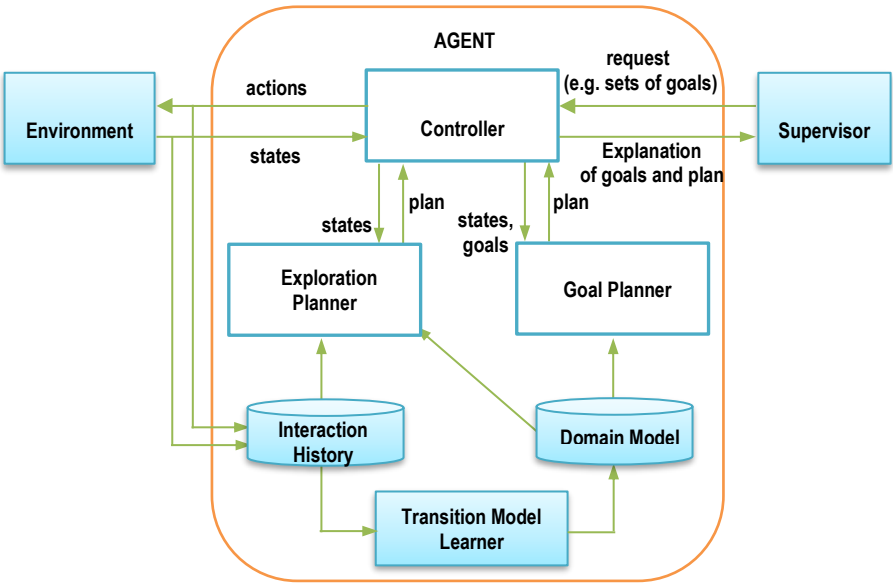 AGENT
request
(e.g. sets of goals)
actions
Environment
Controller
Supervisor
states
Explanation
of goals and plan
plan
states
plan
states,
goals
Exploration
Planner
Goal Planner
Interaction
History
Domain Model
Transition Model
Learner